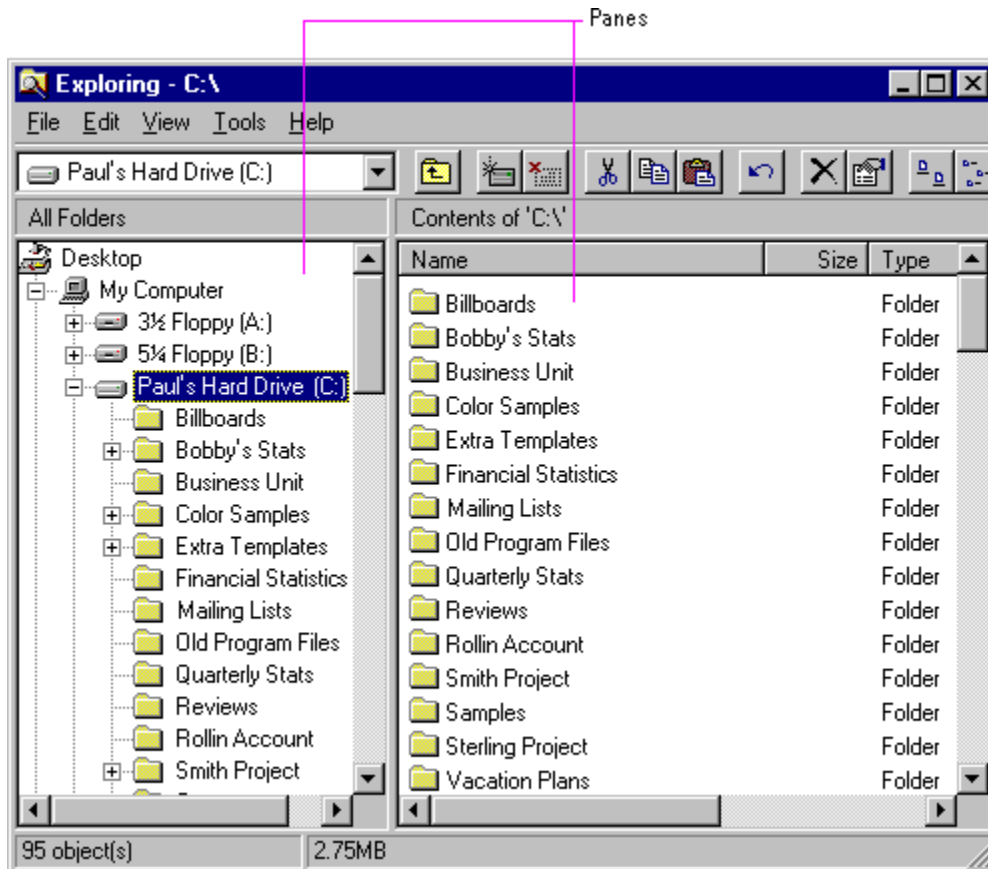 Panes
Exploring - C:\
File Edit View Tools Help
Paul's Hard Drive (C:)
All Folders
Contents of 'C:\'
Desktop
My Computer
3½ Floppy (A:)
5¼ Floppy (B:)
Paul's Hard Drive (C:)
Billboards
Bobby's Stats
Business Unit
Color Samples
Extra Templates
Financial Statistics
Mailing Lists
Old Program Files
Quarterly Stats
Reviews
Rollin Account
Smith Project
Name Size Type
Billboards Folder
Bobby's Stats Folder
Business Unit Folder
Color Samples Folder
Extra Templates Folder
Financial Statistics Folder
Mailing Lists Folder
Old Program Files Folder
Quarterly Stats Folder
Reviews Folder
Rollin Account Folder
Smith Project Folder
Samples Folder
Sterling Project Folder
Vacation Plans Folder
95 object(s)
2.75MB